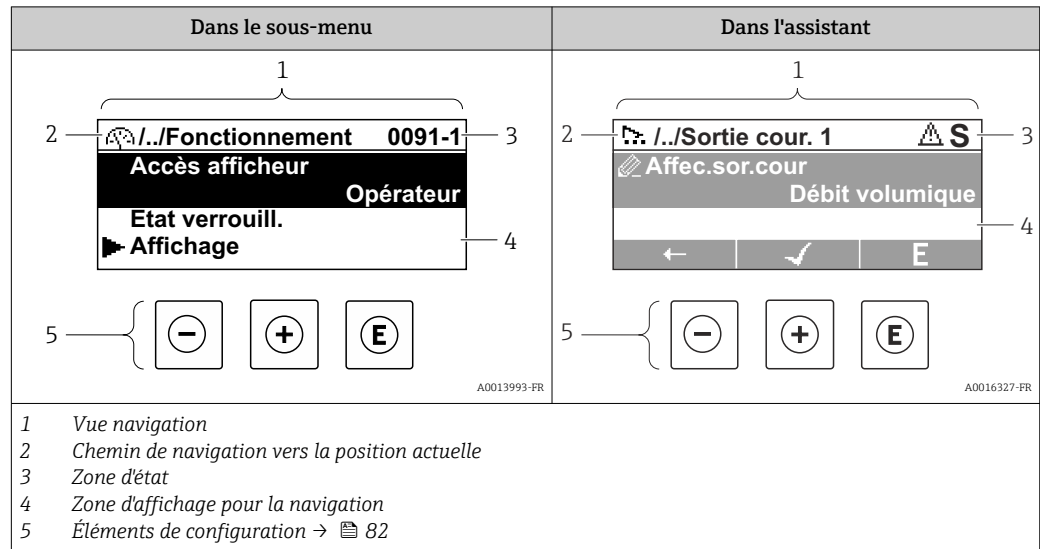 Dans le sous-menu
1
2
/../Fonctionnement 0091-1
3
Accès afficheur
Opérateur
Etat verrouill.
Affichage
4
5
- + E
A0013993-FR
Dans l'assistant
1
2
/../Sortie cour. 1 S
3
Affec.sor.cour
Débit volumique
4
← ✓ E
5
- + E
A0016327-FR
1 Vue navigation
2 Chemin de navigation vers la position actuelle
3 Zone d'état
4 Zone d'affichage pour la navigation
5 Éléments de configuration → 82